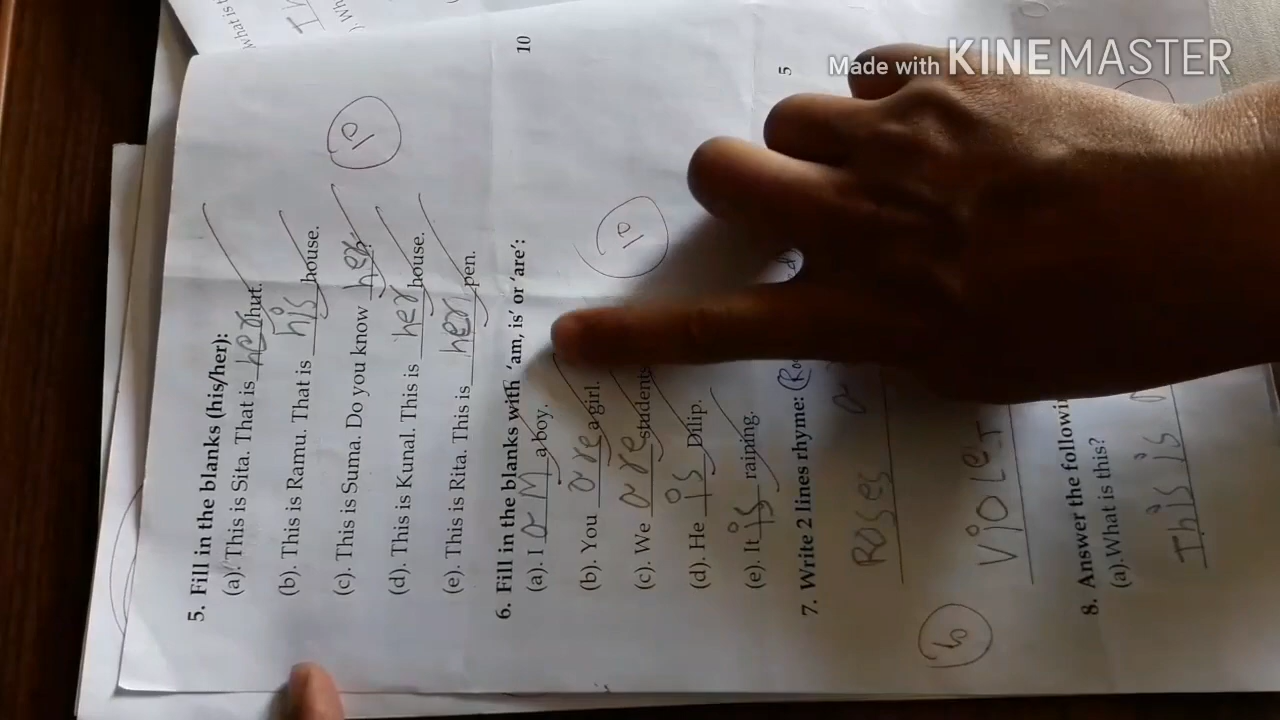 what is t
). Wh
5. Fill in the blanks (his/her):
(a). This is Sita. That is her hut.
(b). This is Ramu. That is his house.
(c). This is Suma. Do you know her?
(d). This is Kunal. This is her house.
(e). This is Rita. This is her pen.
10
6. Fill in the blanks with 'am, is' or 'are':
10
(a). I am a boy.
(b). You are a girl.
(c). We are students
(d). He is Dilip.
(e). It is raining.
10
7. Write 2 lines rhyme:
5
Roses
VioLeT
8. Answer the followi
(a). What is this?
This is
Made with KINEMASTER